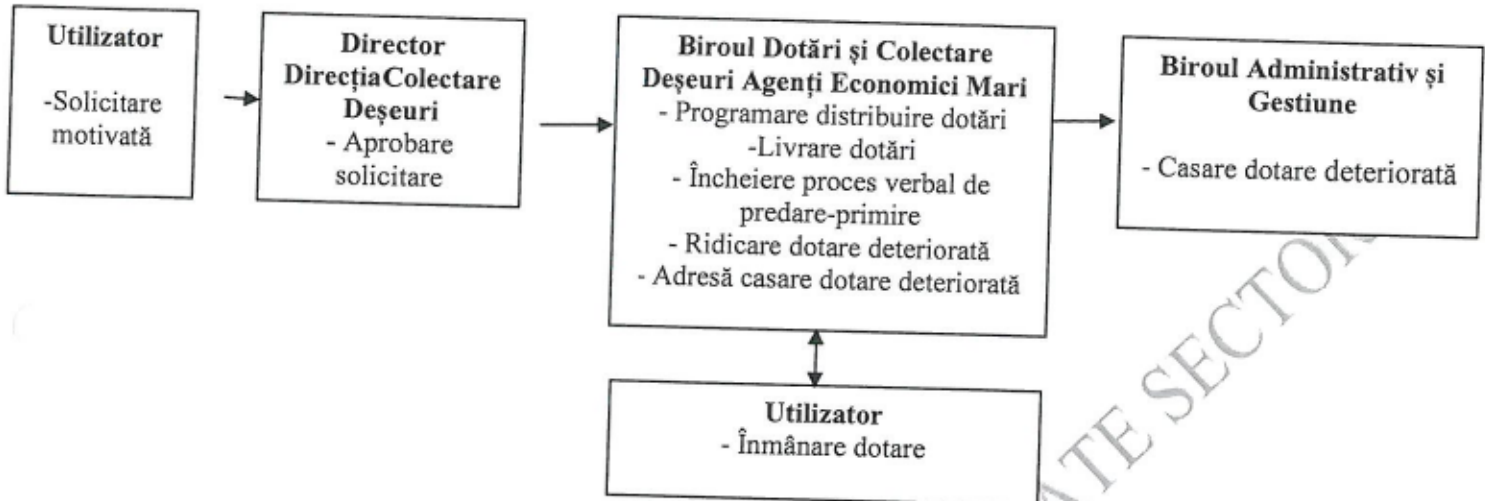 Utilizator
-Solicitare
motivată
Director
DirecțiaColectare
Deșeuri
- Aprobare
solicitare
Biroul Dotări și Colectare
Deșeuri Agenți Economici Mari
- Programare distribuire dotări
-Livrare dotări
- Încheiere proces verbal de
predare-primire
- Ridicare dotare deteriorată
- Adresă casare dotare deteriorată
Biroul Administrativ și
Gestiune
- Casare dotare deteriorată
Utilizator
- Înmânare dotare
SECTOR